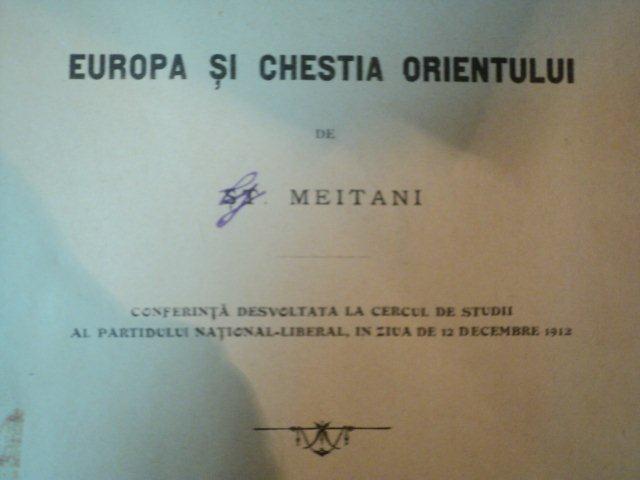 EUROPA ȘI CHESTIA ORIENTULUI
DE
MEITANI
CONFERINȚĂ DESVOLTATA LA CERCUL DE STUDII
AL PARTIDULUI NAȚIONAL-LIBERAL, IN ZIUA DE 12 DECEMBRE 1912